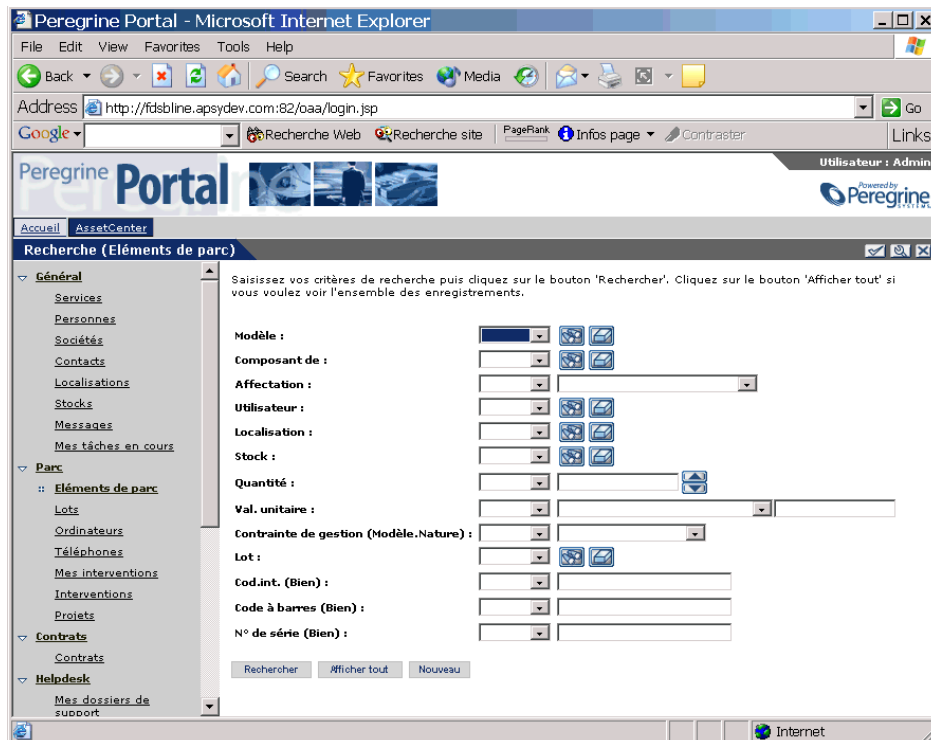 Peregrine Portal - Microsoft Internet Explorer
File Edit View Favorites Tools Help
Back Search Favorites Media
Address http://fdsbline.apsydev.com:82/oaa/login.jsp Go
Google Recherche Web Recherche site PageRank Infos page Contraster Links
Utilisateur : Admin
Peregrine Portal
Powered by Peregrine SYSTEMS
Accueil AssetCenter
Recherche (Eléments de parc)
Général
Services
Personnes
Sociétés
Contacts
Localisations
Stocks
Messages
Mes tâches en cours
Parc
Eléments de parc
Lots
Ordinateurs
Téléphones
Mes interventions
Interventions
Projets
Contrats
Contrats
Helpdesk
Mes dossiers de
support
Saisissez vos critères de recherche puis cliquez sur le bouton 'Rechercher'. Cliquez sur le bouton 'Afficher tout' si
vous voulez voir l'ensemble des enregistrements.
Modèle :
Composant de :
Affectation :
Utilisateur :
Localisation :
Stock :
Quantité :
Val. unitaire :
Contrainte de gestion (Modèle.Nature) :
Lot :
Cod.int. (Bien) :
Code à barres (Bien) :
N° de série (Bien) :
Rechercher Afficher tout Nouveau
Internet